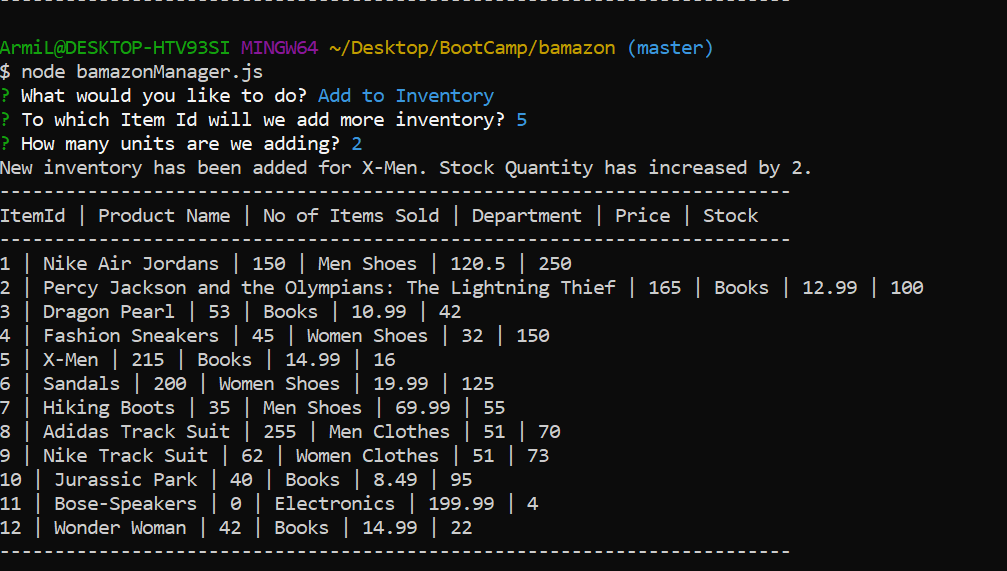 -----------------------------------------------------------------------
ArmiL@DESKTOP-HTV93SI MINGW64 ~/Desktop/BootCamp/bamazon (master)
$ node bamazonManager.js
? What would you like to do? Add to Inventory
? To which Item Id will we add more inventory? 5
? How many units are we adding? 2
New inventory has been added for X-Men. Stock Quantity has increased by 2.
-----------------------------------------------------------------------
ItemId | Product Name | No of Items Sold | Department | Price | Stock
-----------------------------------------------------------------------
1 | Nike Air Jordans | 150 | Men Shoes | 120.5 | 250
2 | Percy Jackson and the Olympians: The Lightning Thief | 165 | Books | 12.99 | 100
3 | Dragon Pearl | 53 | Books | 10.99 | 42
4 | Fashion Sneakers | 45 | Women Shoes | 32 | 150
5 | X-Men | 215 | Books | 14.99 | 16
6 | Sandals | 200 | Women Shoes | 19.99 | 125
7 | Hiking Boots | 35 | Men Shoes | 69.99 | 55
8 | Adidas Track Suit | 255 | Men Clothes | 51 | 70
9 | Nike Track Suit | 62 | Women Clothes | 51 | 73
10 | Jurassic Park | 40 | Books | 8.49 | 95
11 | Bose-Speakers | 0 | Electronics | 199.99 | 4
12 | Wonder Woman | 42 | Books | 14.99 | 22
-----------------------------------------------------------------------